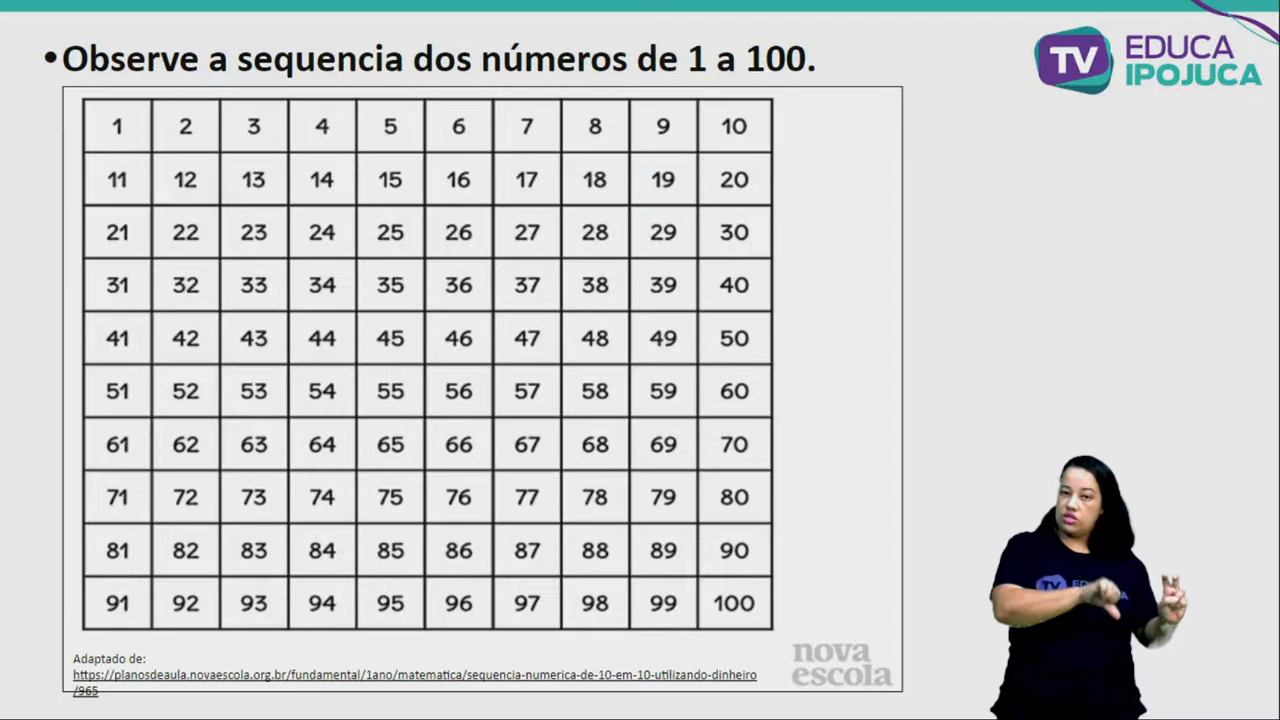 •Observe a sequencia dos números de 1 a 100.
TV EDUCA
IPOJUCA
1 2 3 4 5 6 7 8 9 10
11 12 13 14 15 16 17 18 19 20
21 22 23 24 25 26 27 28 29 30
31 32 33 34 35 36 37 38 39 40
41 42 43 44 45 46 47 48 49 50
51 52 53 54 55 56 57 58 59 60
61 62 63 64 65 66 67 68 69 70
71 72 73 74 75 76 77 78 79 80
81 82 83 84 85 86 87 88 89 90
91 92 93 94 95 96 97 98 99 100
Adaptado de:
https://planosdeaula.novaescola.org.br/fundamental/1ano/matematica/sequencia-numerica-de-10-em-10-utilizando-dinheiro
/965
nova
escola
TV